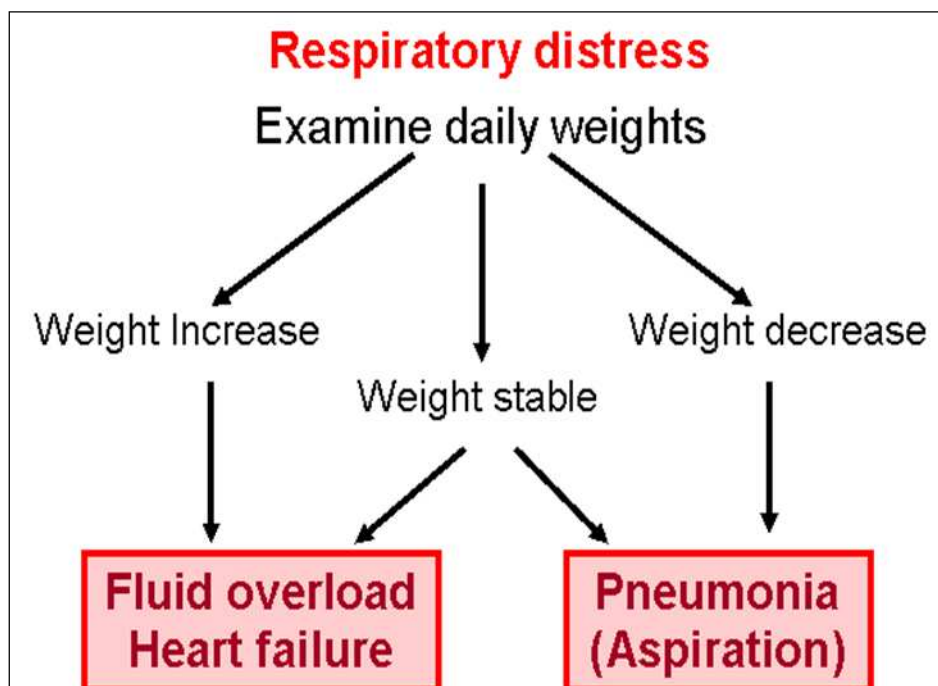 Respiratory distress
Examine daily weights
Weight Increase
Weight decrease
Weight stable
Fluid overload
Heart failure
Pneumonia
(Aspiration)